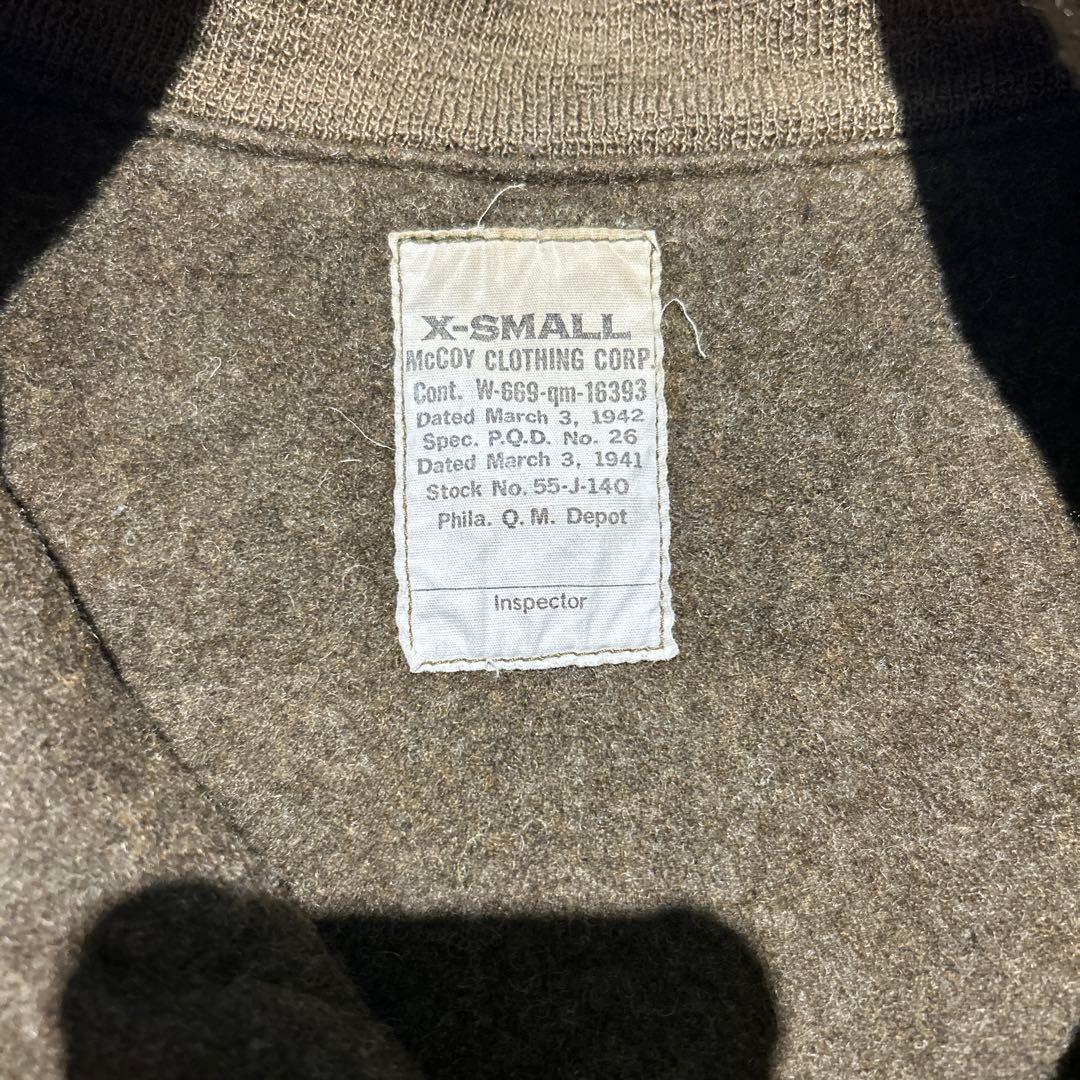 X-SMALL
McCOY CLOTHING CORP
Cont. W-669-qm-16393
Dated March 3, 1942
Spec. P.Q.D. No. 26
Dated March 3, 1941
Stock No. 55-J-140
Phila. Q. M. Depot
Inspector